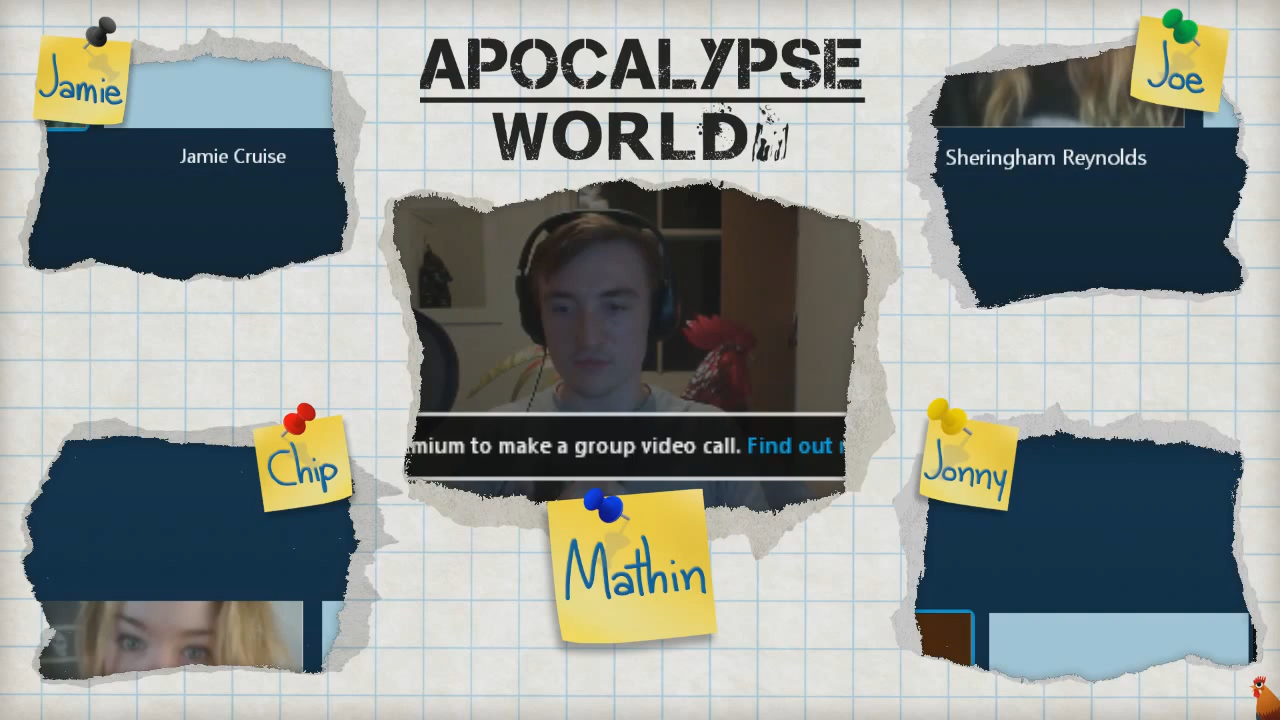 APOCALYPSE
WORLD
Jamie
Joe
Jamie Cruise
Sheringham Reynolds
mium to make a group video call. Find out
Chip
Jonny
Mathin